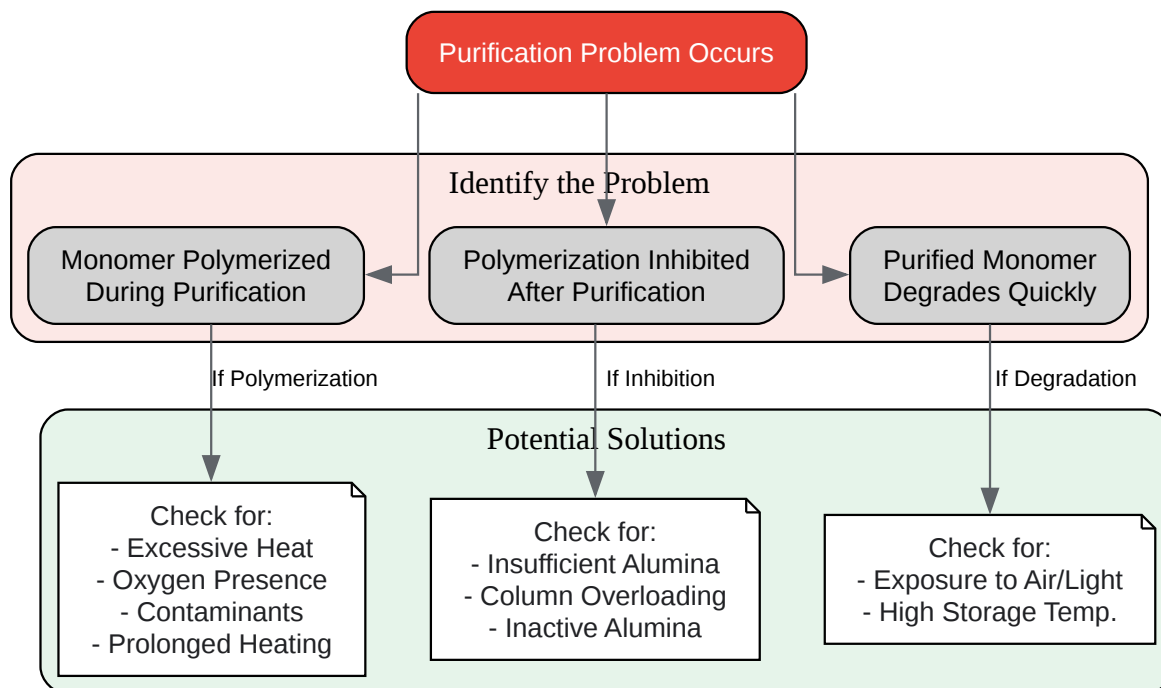 Purification Problem Occurs
Identify the Problem
Monomer Polymerized
During Purification
Polymerization Inhibited
After Purification
Purified Monomer
Degrades Quickly
If Polymerization
If Inhibition
If Degradation
Potential Solutions
Check for:
- Excessive Heat
- Oxygen Presence
- Contaminants
- Prolonged Heating
Check for:
- Insufficient Alumina
- Column Overloading
- Inactive Alumina
Check for:
- Exposure to Air/Light
- High Storage Temp.